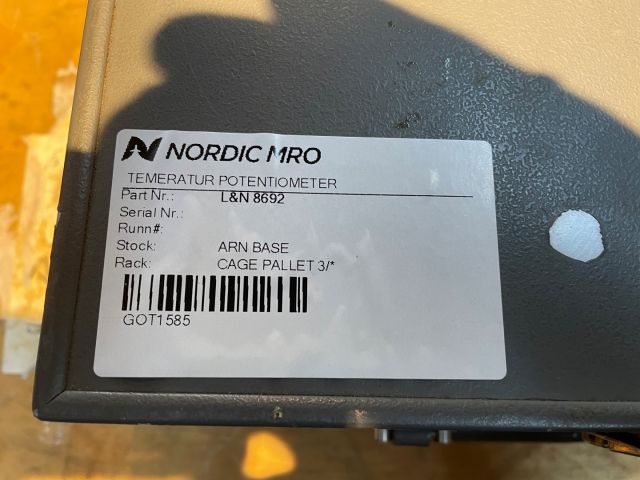 NORDIC MRO
TEMERATUR POTENTIOMETER
Part Nr.: L&N 8692
Serial Nr.:
Runn#:
Stock: ARN BASE
Rack: CAGE PALLET 3/*
GOT1585